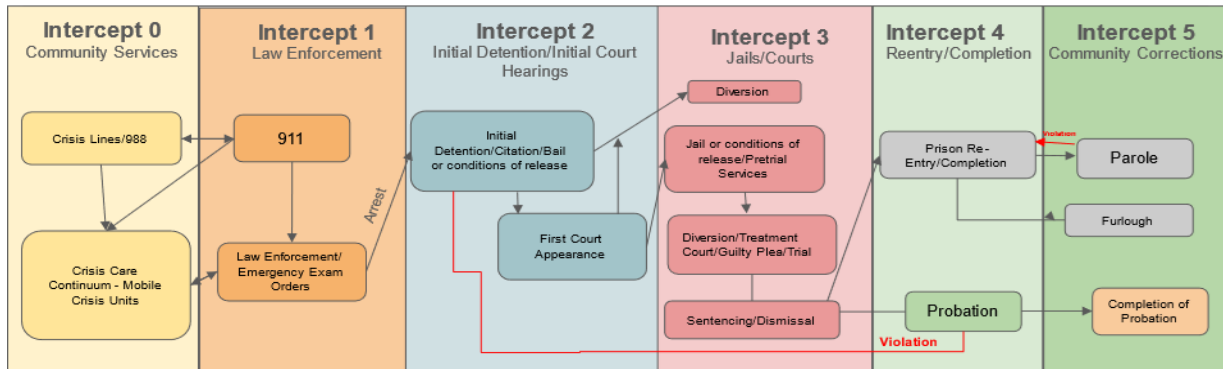 Intercept 0
Community Services
Crisis Lines/988
Crisis Care
Continuum - Mobile
Crisis Units
Intercept 1
Law Enforcement
911
Law Enforcement/
Emergency Exam
Orders
Arrest
Intercept 2
Initial Detention/Initial Court
Hearings
Initial
Detention/Citation/Bail
or conditions of release
First Court
Appearance
Intercept 3
Jails/Courts
Diversion
Jail or conditions of
release/Pretrial
Services
Diversion/Treatment
Court/Guilty Plea/Trial
Sentencing/Dismissal
Intercept 4
Reentry/Completion
Prison Re-
Entry/Completion
Probation
Violation
Intercept 5
Community Corrections
Violation
Parole
Furlough
Completion of
Probation